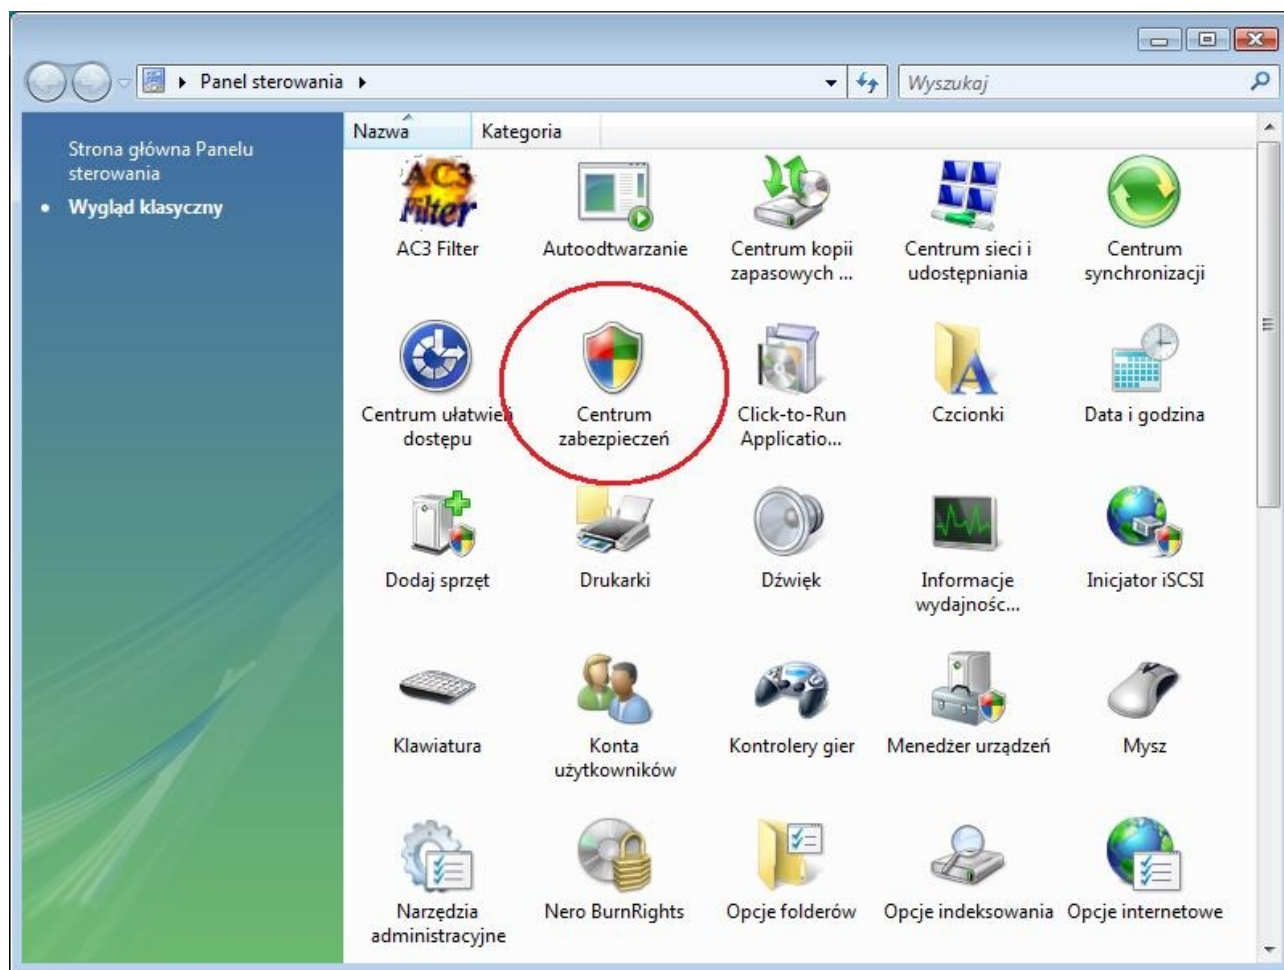 Panel sterowania
Wyszukaj
Strona główna Panelu
sterowania
Wygląd klasyczny
Nazwa Kategoria
AC3
Filter
AC3 Filter
Autoodtwarzanie
Centrum kopii
zapasowych ...
Centrum sieci i
udostępniania
Centrum
synchronizacji
Centrum ułatwień
dostępu
Centrum
zabezpieczeń
Click-to-Run
Applicatio...
Czcionki
Data i godzina
Dodaj sprzęt
Drukarki
Dźwięk
Informacje
wydajnośc...
Inicjator iSCSI
Klawiatura
Konta
użytkowników
Kontrolery gier
Menedżer urządzeń
Mysz
Narzędzia
administracyjne
Nero BurnRights
Opcje folderów
Opcje indeksowania
Opcje internetowe